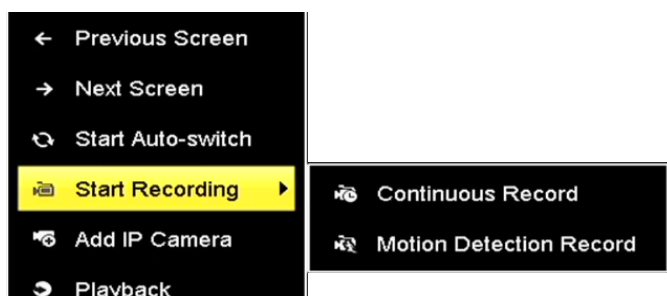 Previous Screen
Next Screen
Start Auto-switch
Start Recording
Continuous Record
Add IP Camera
Motion Detection Record
Playback